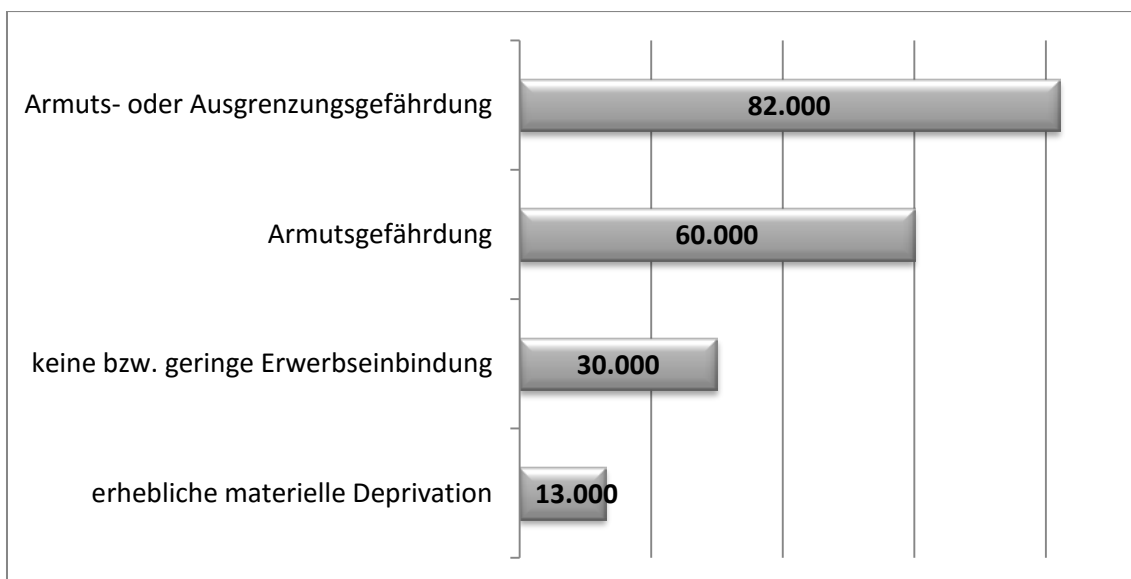 Armuts- oder Ausgrenzungsgefährdung
82.000
Armutsgefährdung
60.000
keine bzw. geringe Erwerbseinbindung
30.000
erhebliche materielle Deprivation
13.000